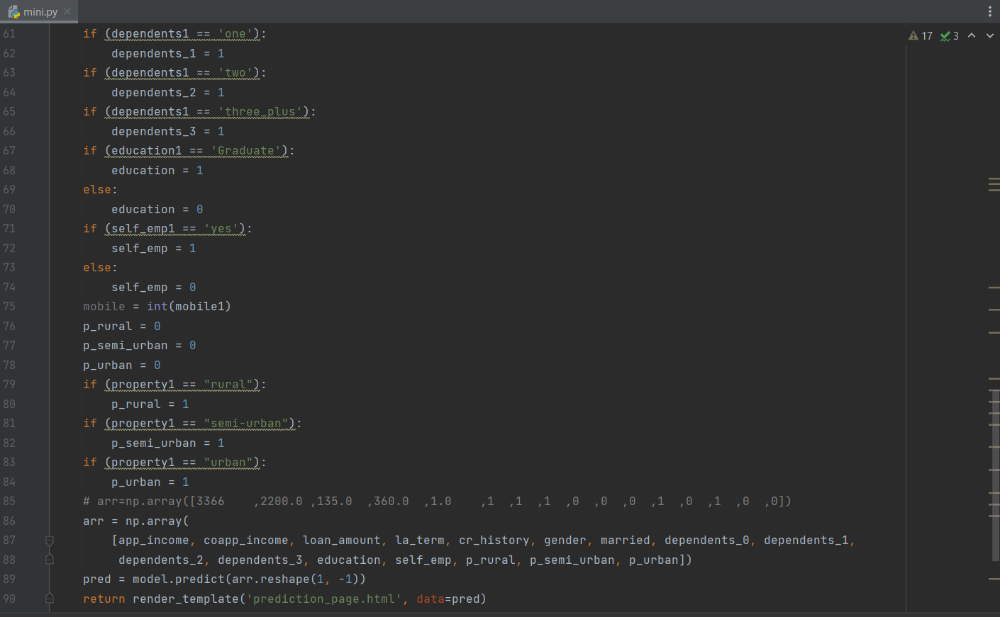 mini.py
17 3
61 if (dependents1 == 'one'):
62 dependents_1 = 1
63 if (dependents1 == 'two'):
64 dependents_2 = 1
65 if (dependents1 == 'three_plus'):
66 dependents_3 = 1
67 if (education1 == 'Graduate'):
68 education = 1
69 else:
70 education = 0
71 if (self_emp1 == 'yes'):
72 self_emp = 1
73 else:
74 self_emp = 0
75 mobile = int(mobile1)
76 p_rural = 0
77 p_semi_urban = 0
78 p_urban = 0
79 if (property1 == "rural"):
80 p_rural = 1
81 if (property1 == "semi-urban"):
82 p_semi_urban = 1
83 if (property1 == "urban"):
84 p_urban = 1
85 # arr=np.array([3366 ,2200.0 ,135.0 ,360.0 ,1.0 ,1 ,1 ,1 ,0 ,0 ,0 ,1 ,0 ,1 ,0 ,0])
86 arr = np.array(
87 [app_income, coapp_income, loan_amount, la_term, cr_history, gender, married, dependents_0, dependents_1,
88 dependents_2, dependents_3, education, self_emp, p_rural, p_semi_urban, p_urban])
89 pred = model.predict(arr.reshape(1, -1))
90 return render_template('prediction_page.html', data=pred)